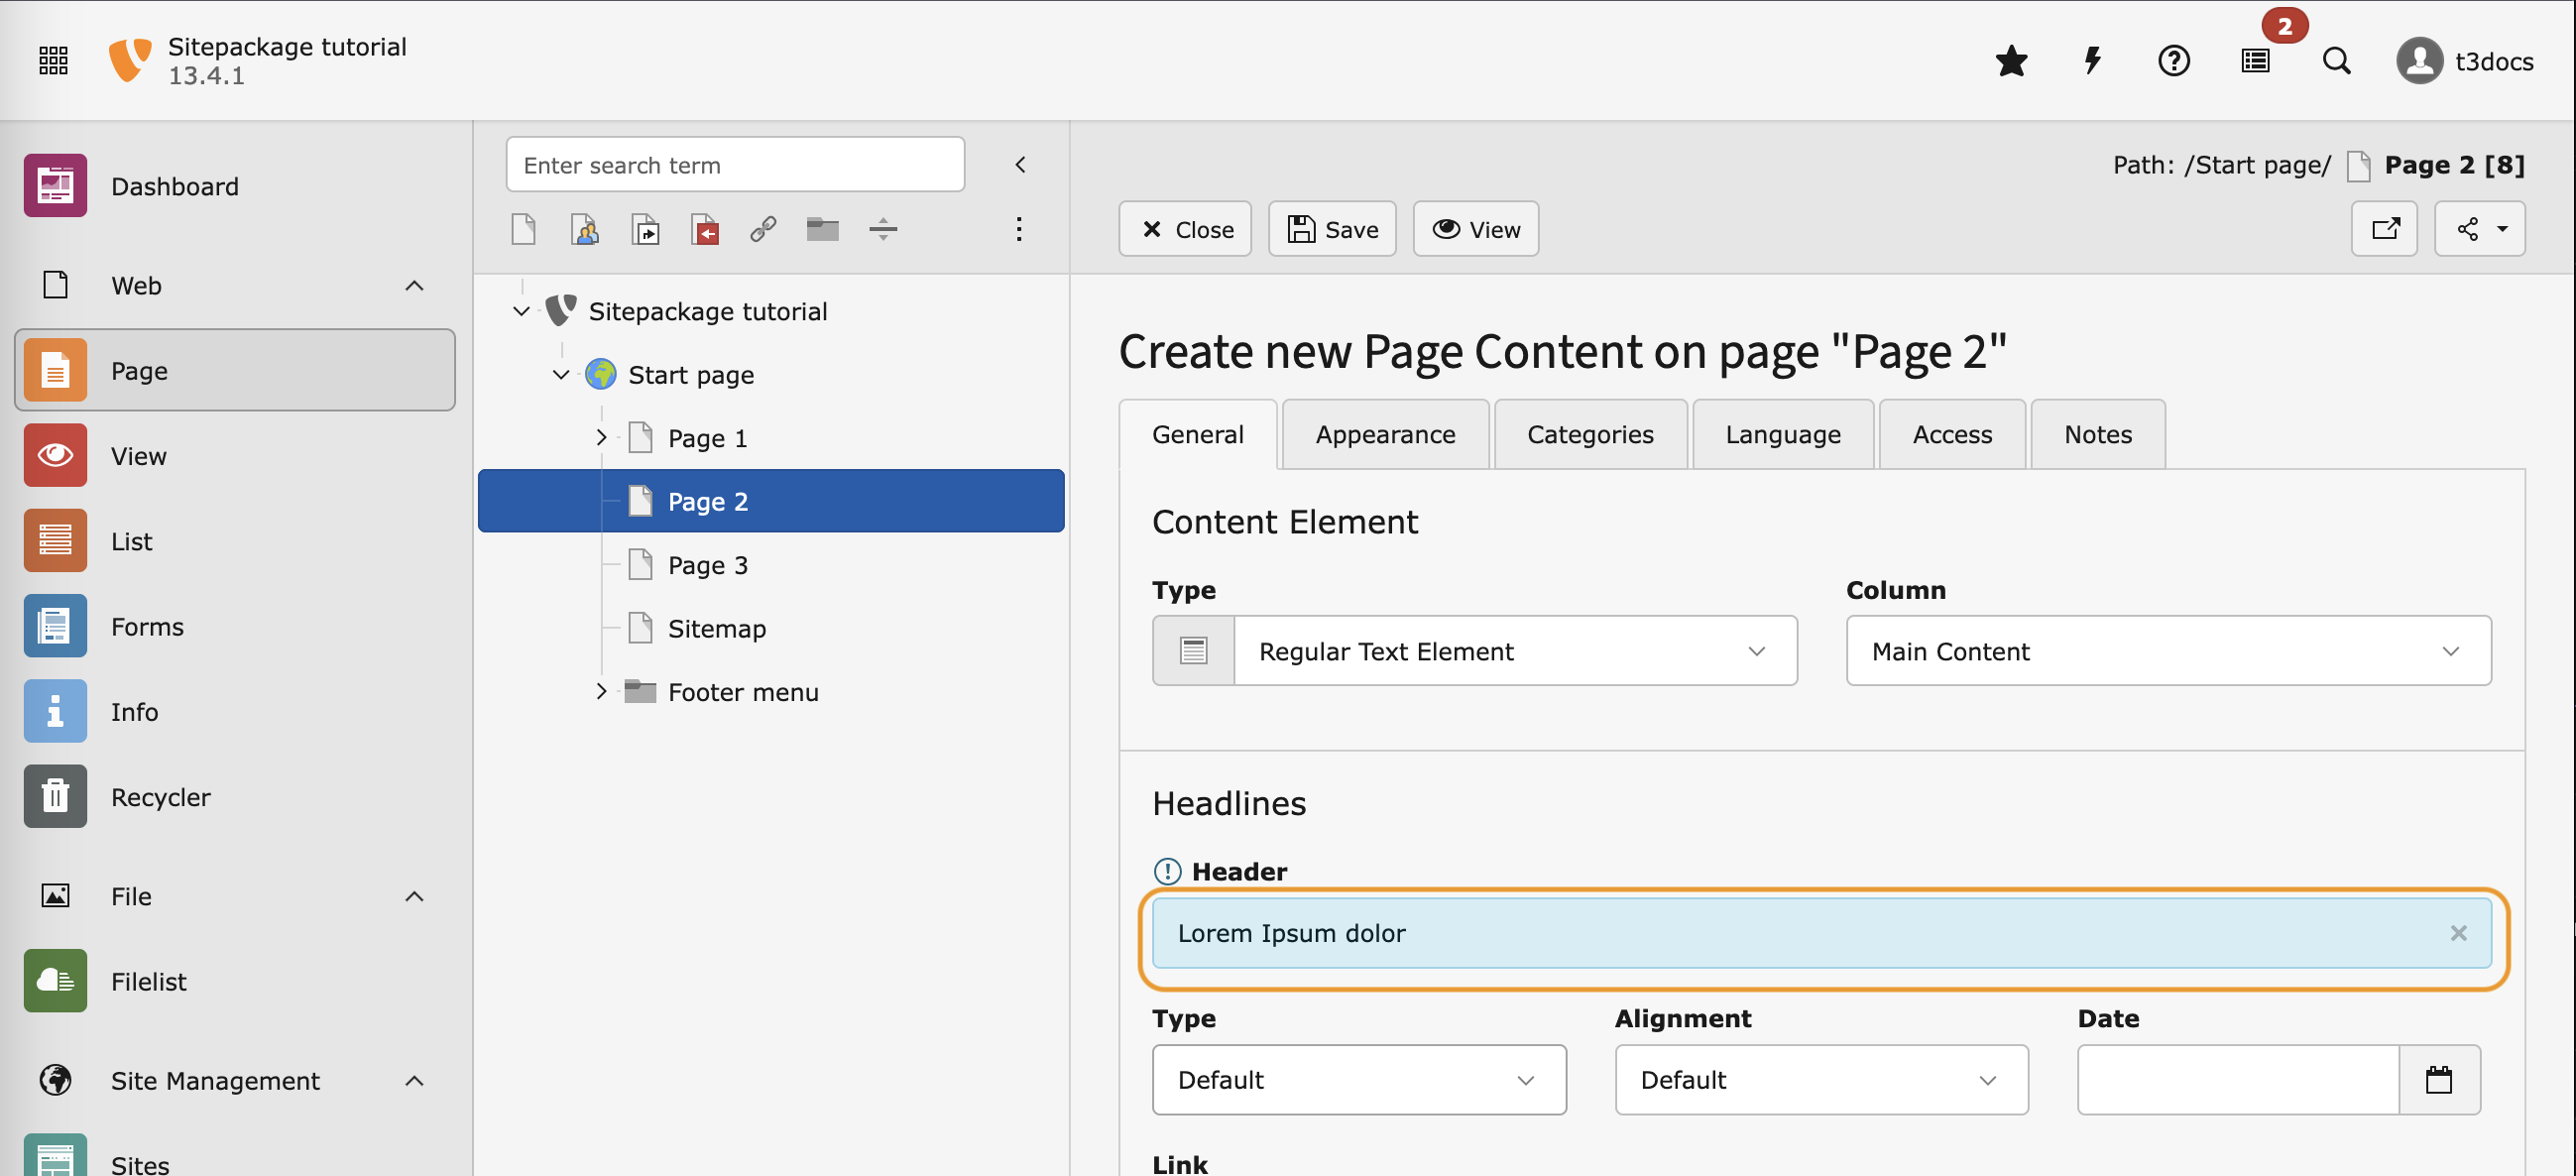 Sitepackage tutorial
13.4.1
2
t3docs
Dashboard
Web
Page
View
List
Forms
Info
Recycler
File
Filelist
Site Management
Sites
Enter search term
Sitepackage tutorial
Start page
Page 1
Page 2
Page 3
Sitemap
Footer menu
Path: /Start page/ Page 2 [8]
Close Save View
Create new Page Content on page "Page 2"
General Appearance Categories Language Access Notes
Content Element
Type Column
Regular Text Element Main Content
Headlines
Header
Lorem Ipsum dolor
Type Alignment Date
Default Default
Link